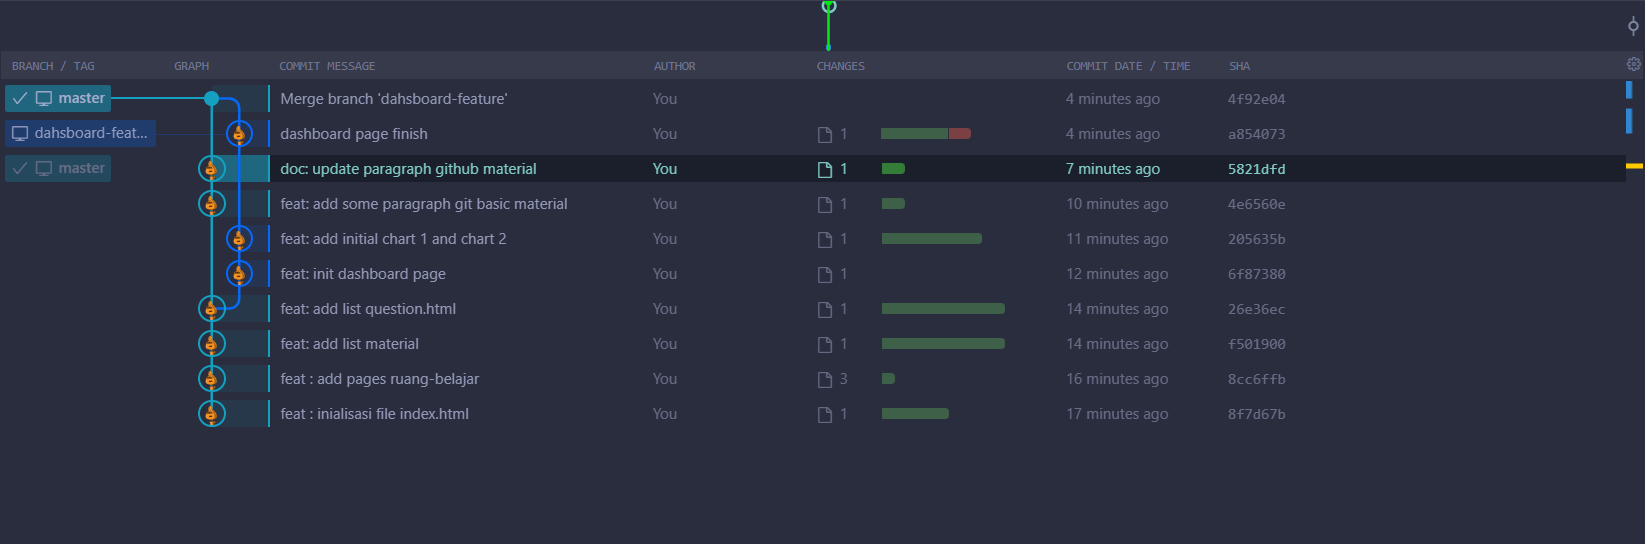 BRANCH / TAG GRAPH COMMIT MESSAGE AUTHOR CHANGES COMMIT DATE / TIME SHA
master Merge branch 'dahsboard-feature' You 4 minutes ago 4f92e04
dahsboard-feat... dashboard page finish You 1 4 minutes ago a854073
master doc: update paragraph github material You 1 7 minutes ago 5821dfd
feat: add some paragraph git basic material You 1 10 minutes ago 4e6560e
feat: add initial chart 1 and chart 2 You 1 11 minutes ago 205635b
feat: init dashboard page You 1 12 minutes ago 6f87380
feat: add list question.html You 1 14 minutes ago 26e36ec
feat: add list material You 1 14 minutes ago f501900
feat : add pages ruang-belajar You 3 16 minutes ago 8cc6ffb
feat : inialisasi file index.html You 1 17 minutes ago 8f7d67b